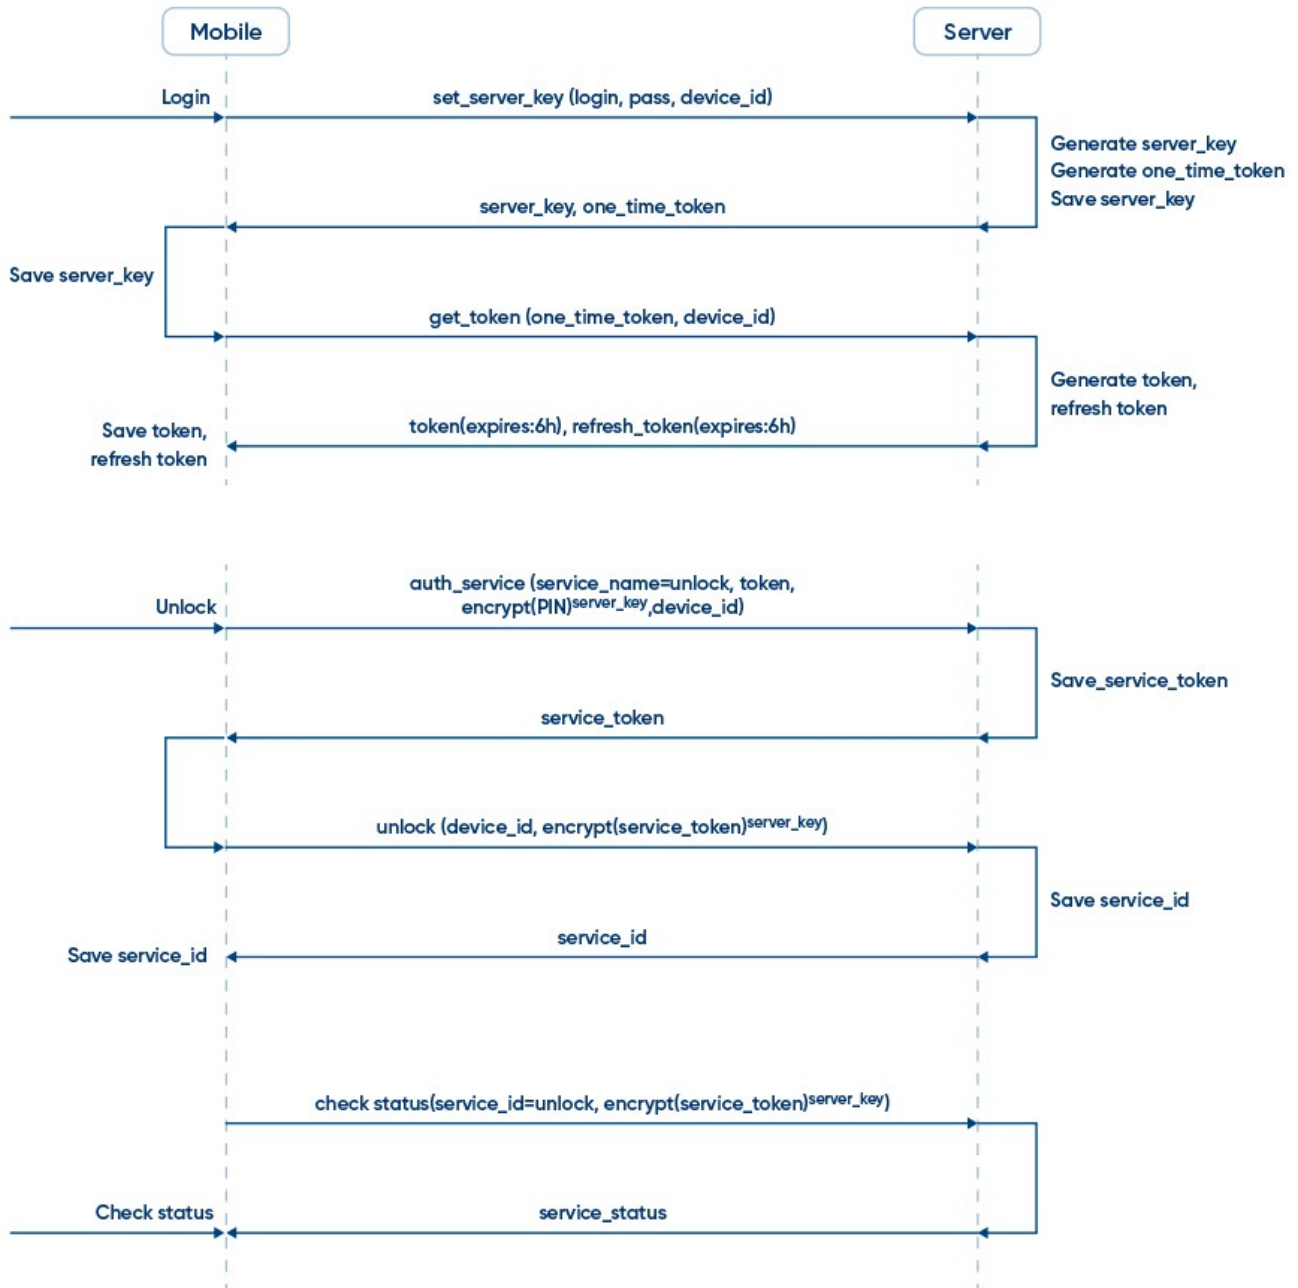 Mobile
Server
Login
set_server_key (login, pass, device_id)
Generate server_key
Generate one_time_token
Save server_key
server_key, one_time_token
Save server_key
get_token (one_time_token, device_id)
Generate token,
refresh token
token(expires:6h), refresh_token(expires:6h)
Save token,
refresh token
auth_service (service_name=unlock, token,
encrypt(PIN)server_key,device_id)
Unlock
Save_service_token
service_token
unlock (device_id, encrypt(service_token)server_key)
Save service_id
service_id
Save service_id
check status(service_id=unlock, encrypt(service_token)server_key)
Check status
service_status